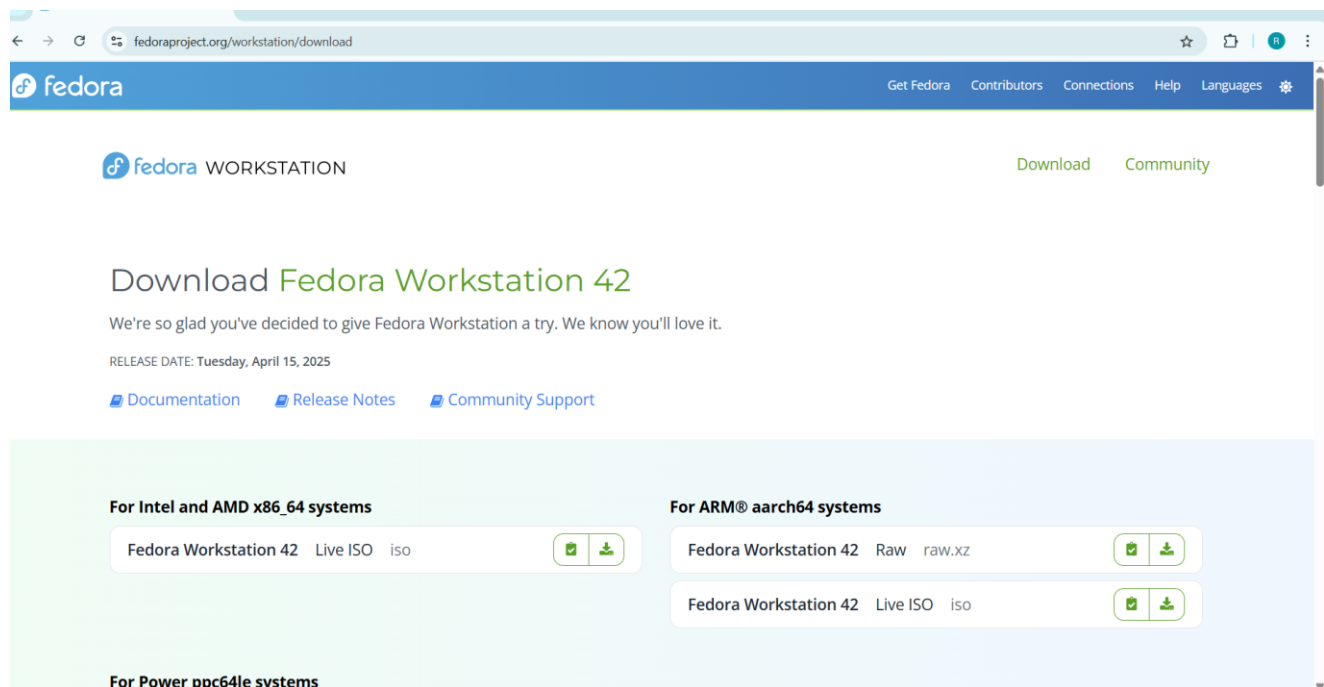 fedoraproject.org/workstation/download
R
fedora
Get Fedora Contributors Connections Help Languages
fedora WORKSTATION
Download Community
Download Fedora Workstation 42
We're so glad you've decided to give Fedora Workstation a try. We know you'll love it.
RELEASE DATE: Tuesday, April 15, 2025
Documentation Release Notes Community Support
For Intel and AMD x86_64 systems
Fedora Workstation 42 Live ISO iso
For ARM® aarch64 systems
Fedora Workstation 42 Raw raw.xz
Fedora Workstation 42 Live ISO iso
For Power ppc64le systems